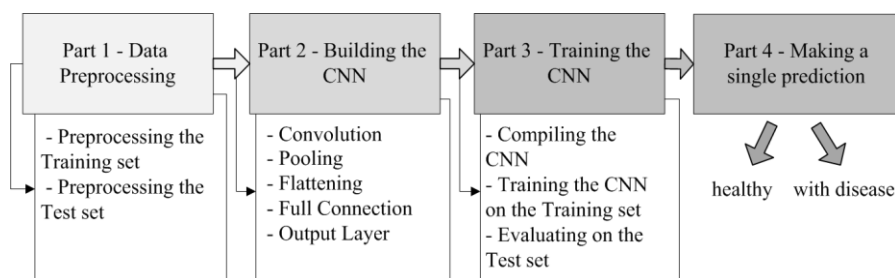 Part 1 - Data
Preprocessing
Part 2 - Building the
CNN
Part 3 - Training the
CNN
Part 4 - Making a
single prediction
- Preprocessing the
Training set
- Preprocessing the
Test set
- Convolution
- Pooling
- Flattening
- Full Connection
- Output Layer
- Compiling the
CNN
- Training the CNN
on the Training set
- Evaluating on the
Test set
healthy
with disease